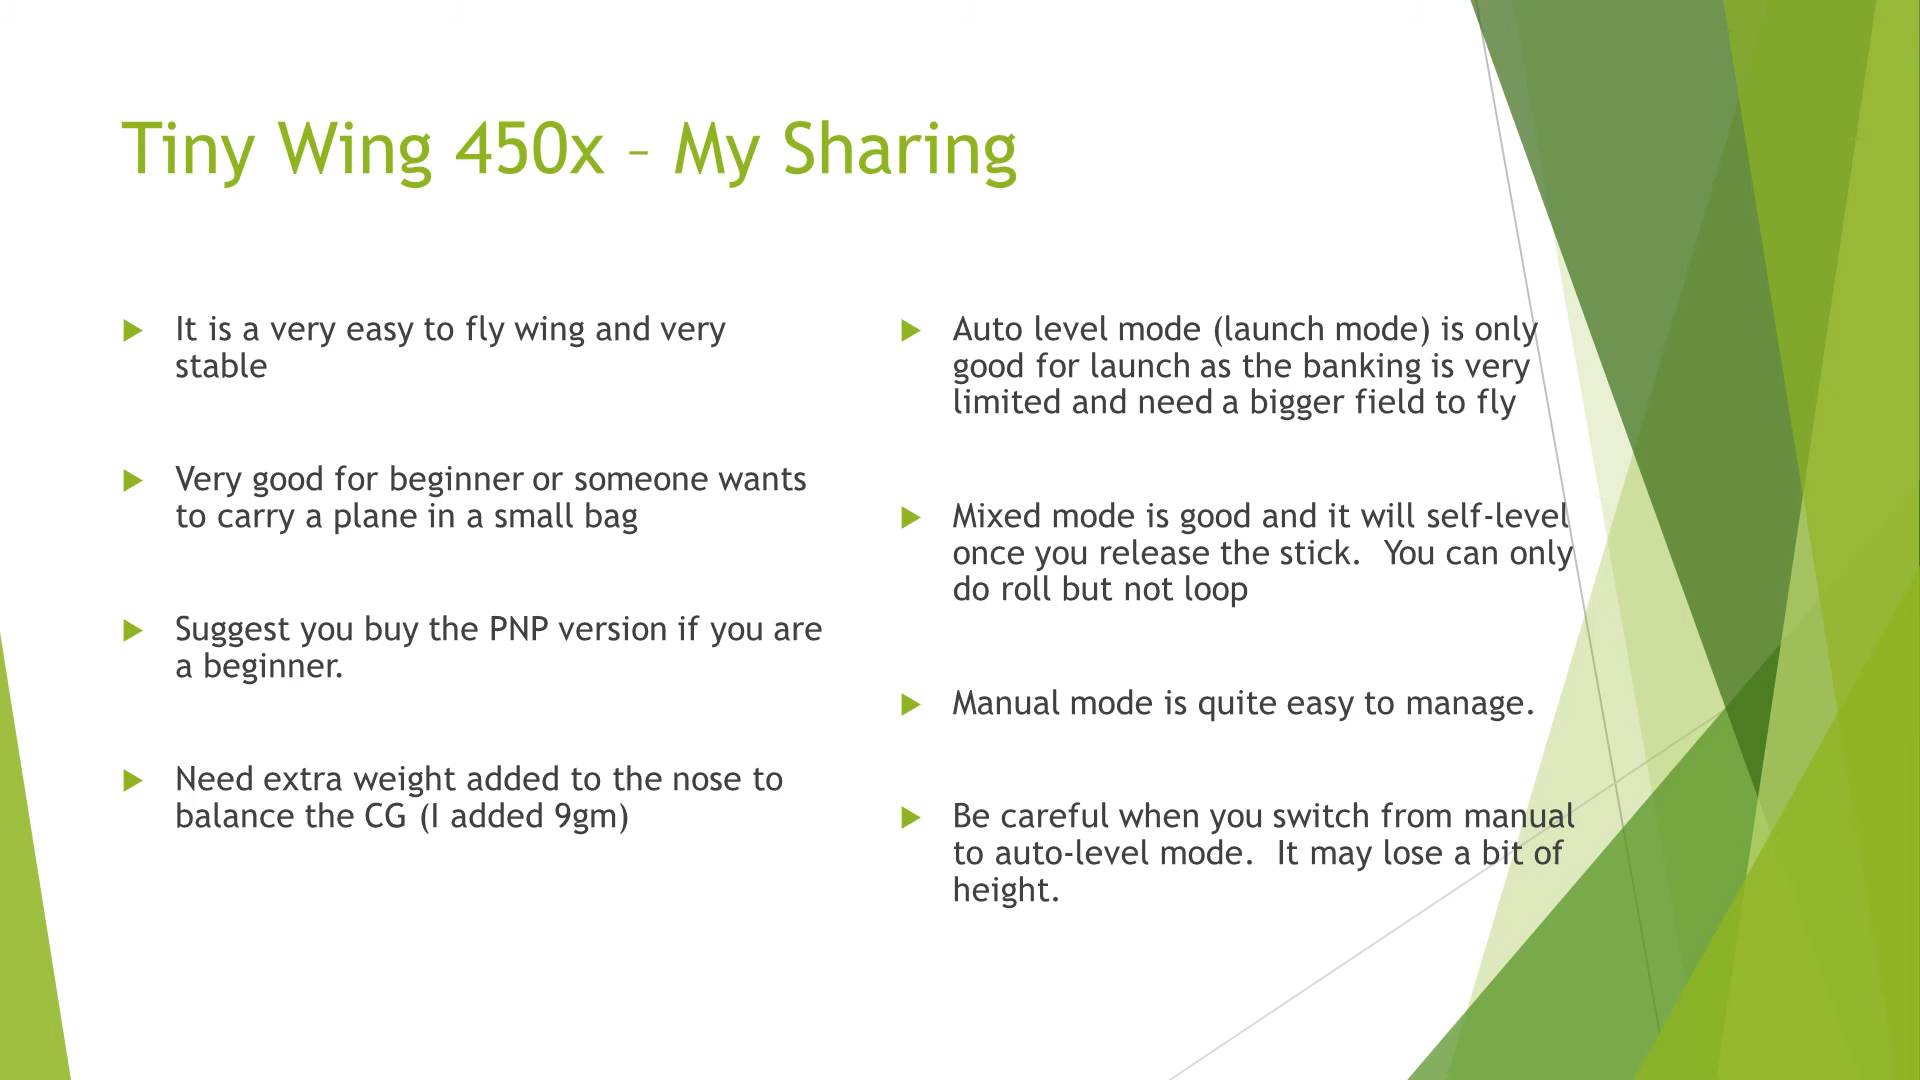 Tiny Wing 450x – My Sharing
It is a very easy to fly wing and very
stable
Very good for beginner or someone wants
to carry a plane in a small bag
Suggest you buy the PNP version if you are
a beginner.
Need extra weight added to the nose to
balance the CG (I added 9gm)
Auto level mode (launch mode) is only
good for launch as the banking is very
limited and need a bigger field to fly
Mixed mode is good and it will self-level
once you release the stick.  You can only
do roll but not loop
Manual mode is quite easy to manage.
Be careful when you switch from manual
to auto-level mode.  It may lose a bit of
height.